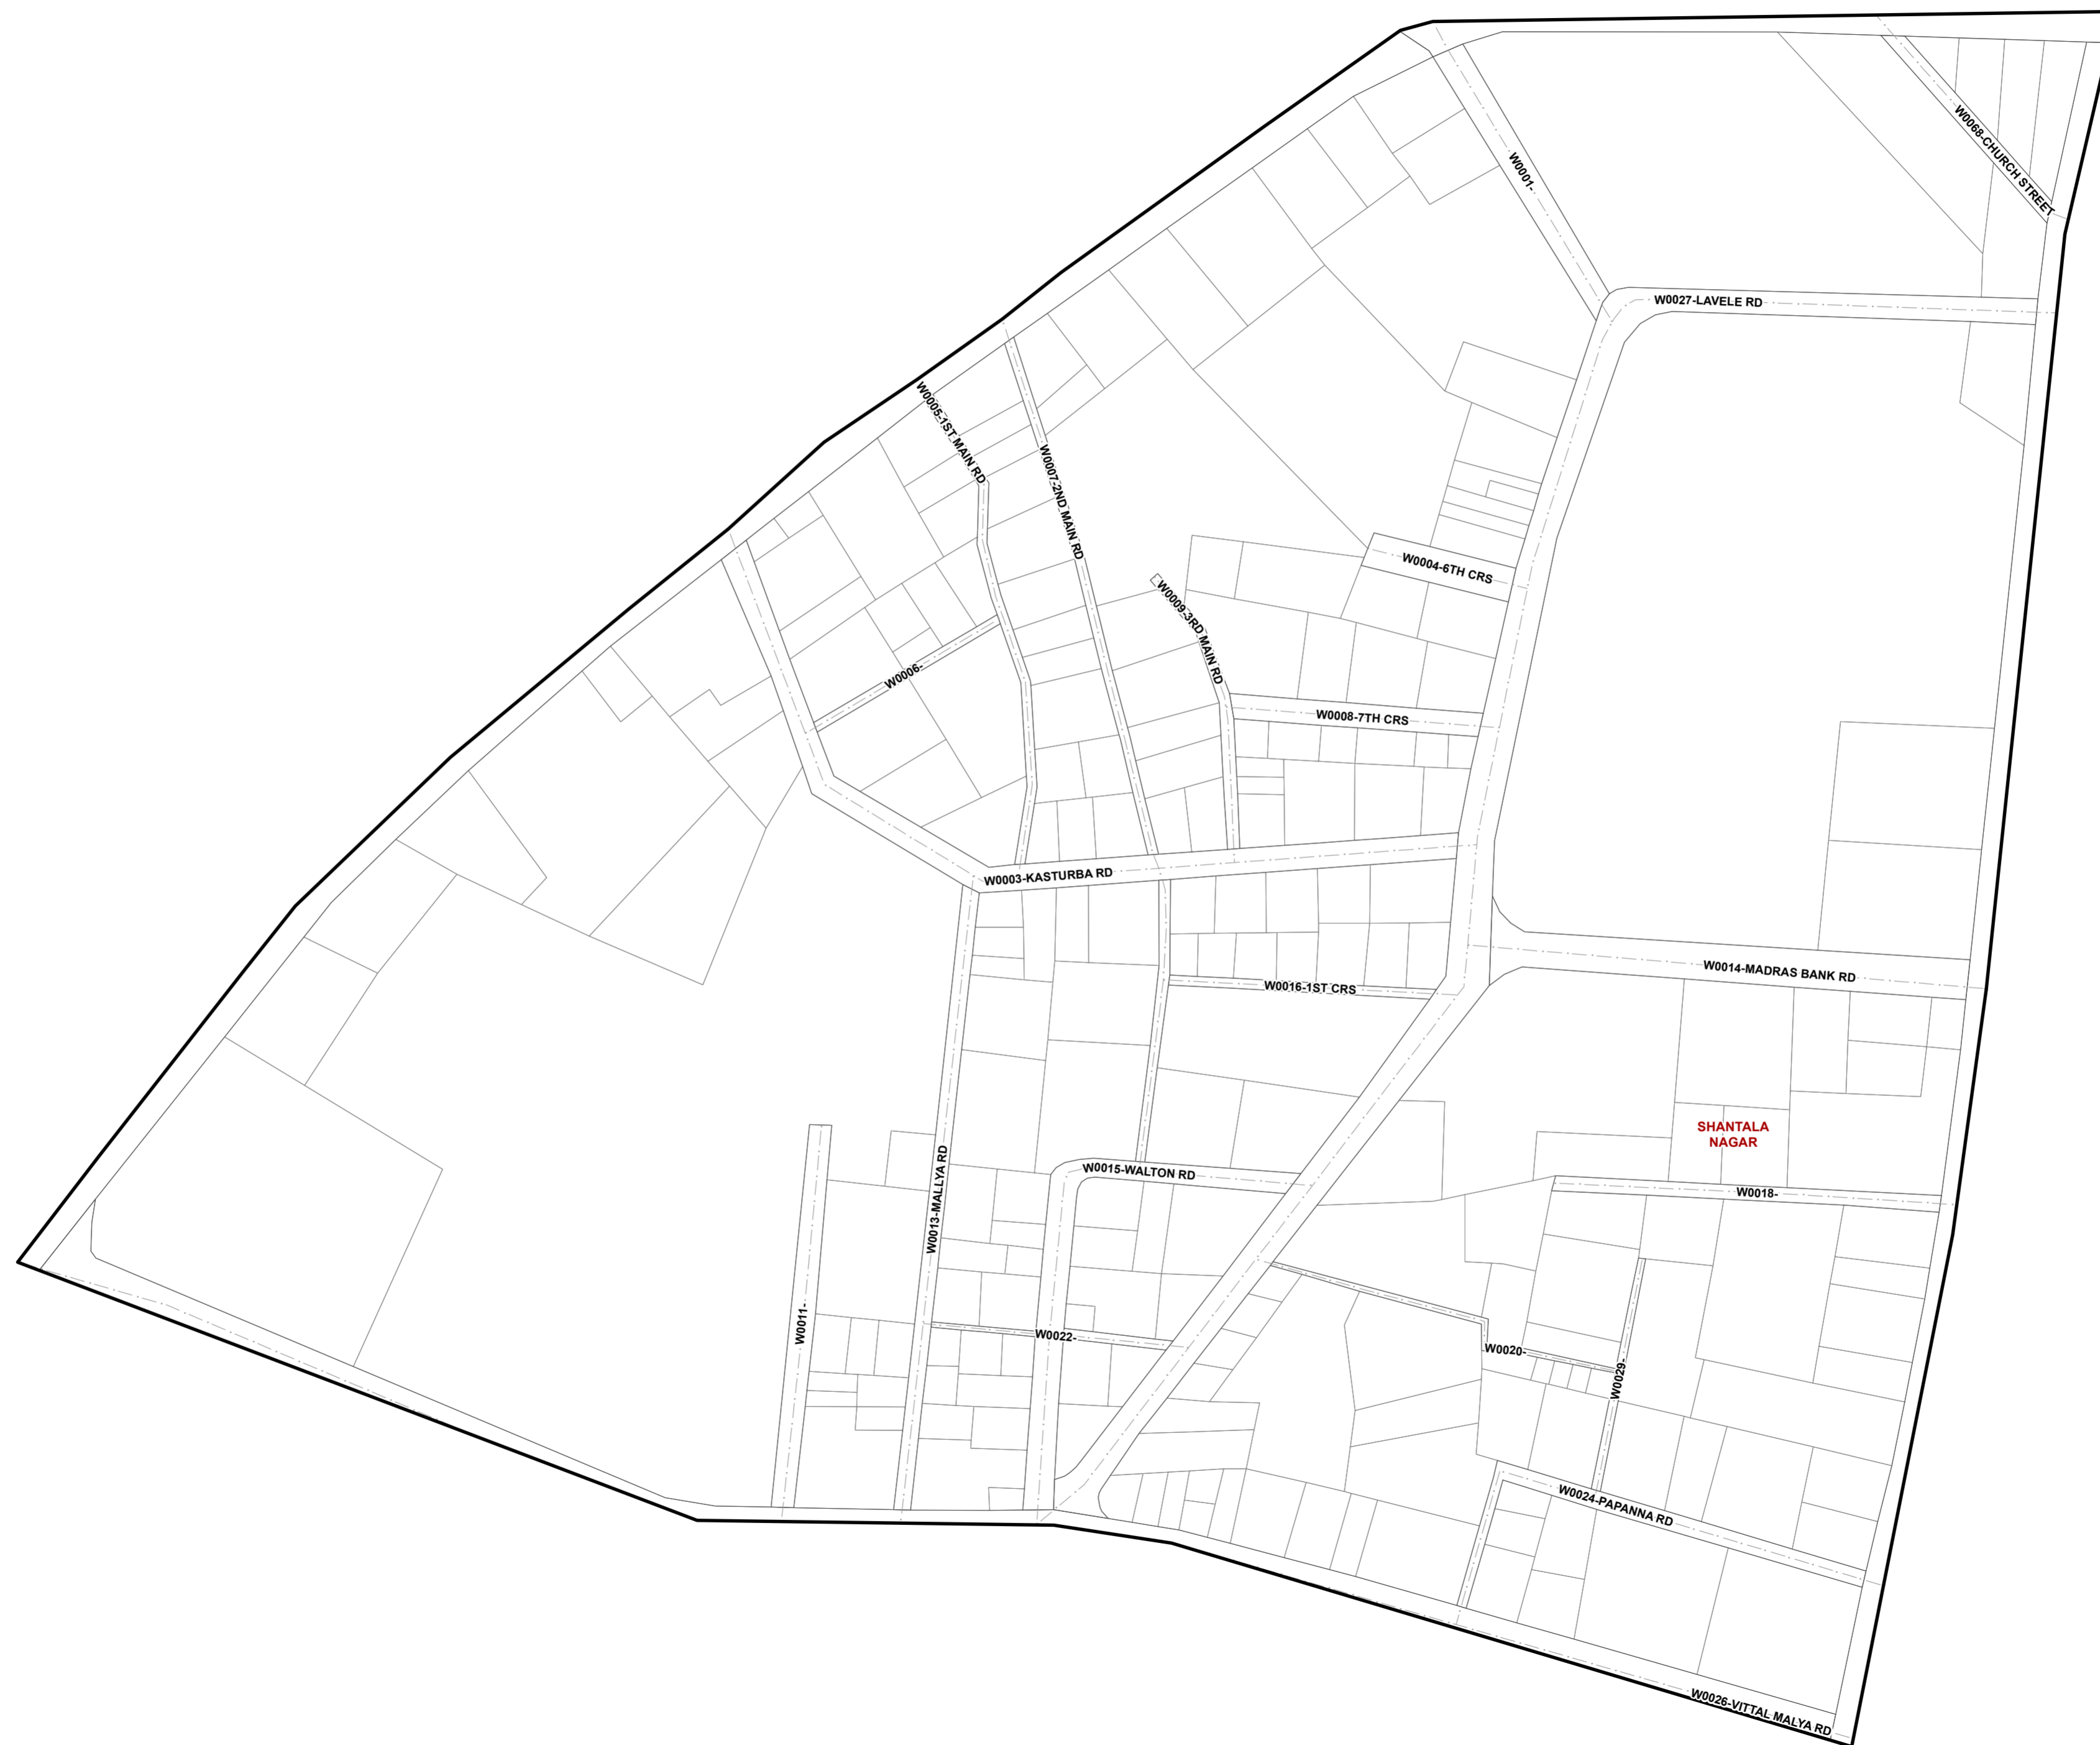 W0068-CHURCH STREET
W0001-
W0027-LAVELE RD
W0005-1ST MAIN RD
W0007-2ND MAIN RD
W0004-6TH CRS
W0009-3RD MAIN RD
W0006-
W0008-7TH CRS
W0003-KASTURBA RD
W0014-MADRAS BANK RD
W0016-1ST CRS
SHANTALA
NAGAR
W0015-WALTON RD
W0013-MALLYA RD
W0018-
W0011-
W0022-
W0020-
W0029-
W0024-PAPANNA RD
W0026-VITTAL MALYA RD